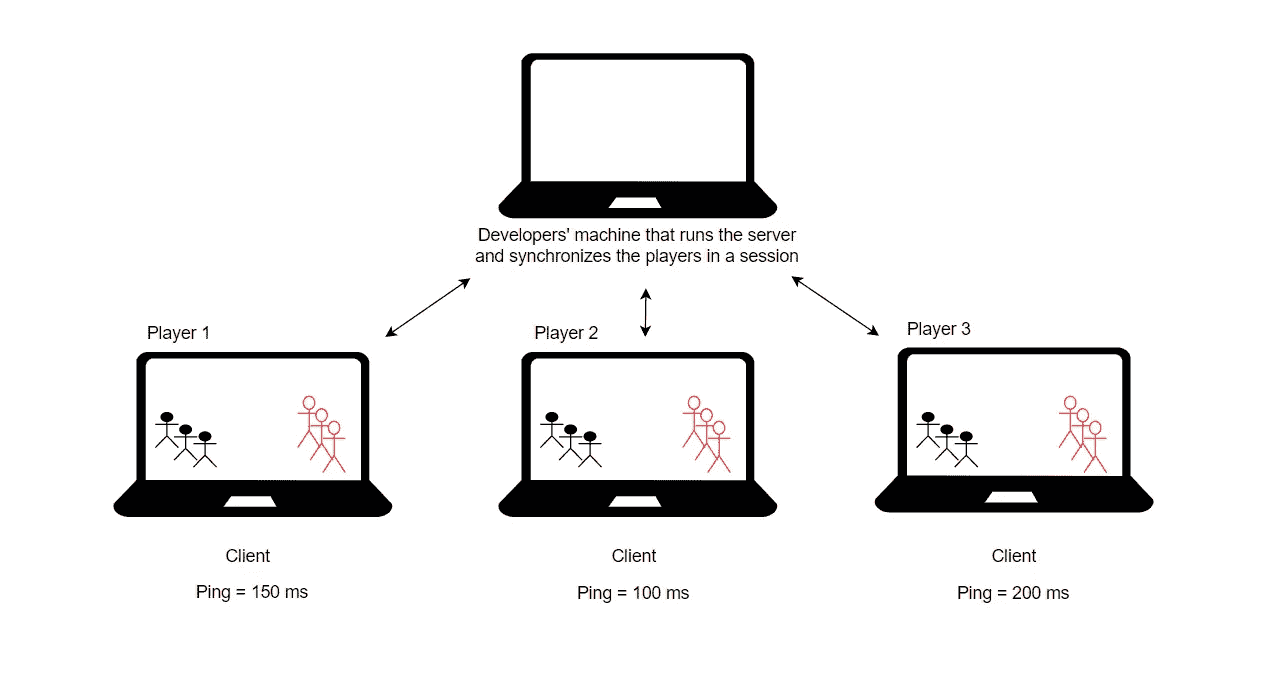 Developers' machine that runs the server
and synchronizes the players in a session
Player 1
Player 2
Player 3
Client
Client
Client
Ping = 150 ms
Ping = 100 ms
Ping = 200 ms